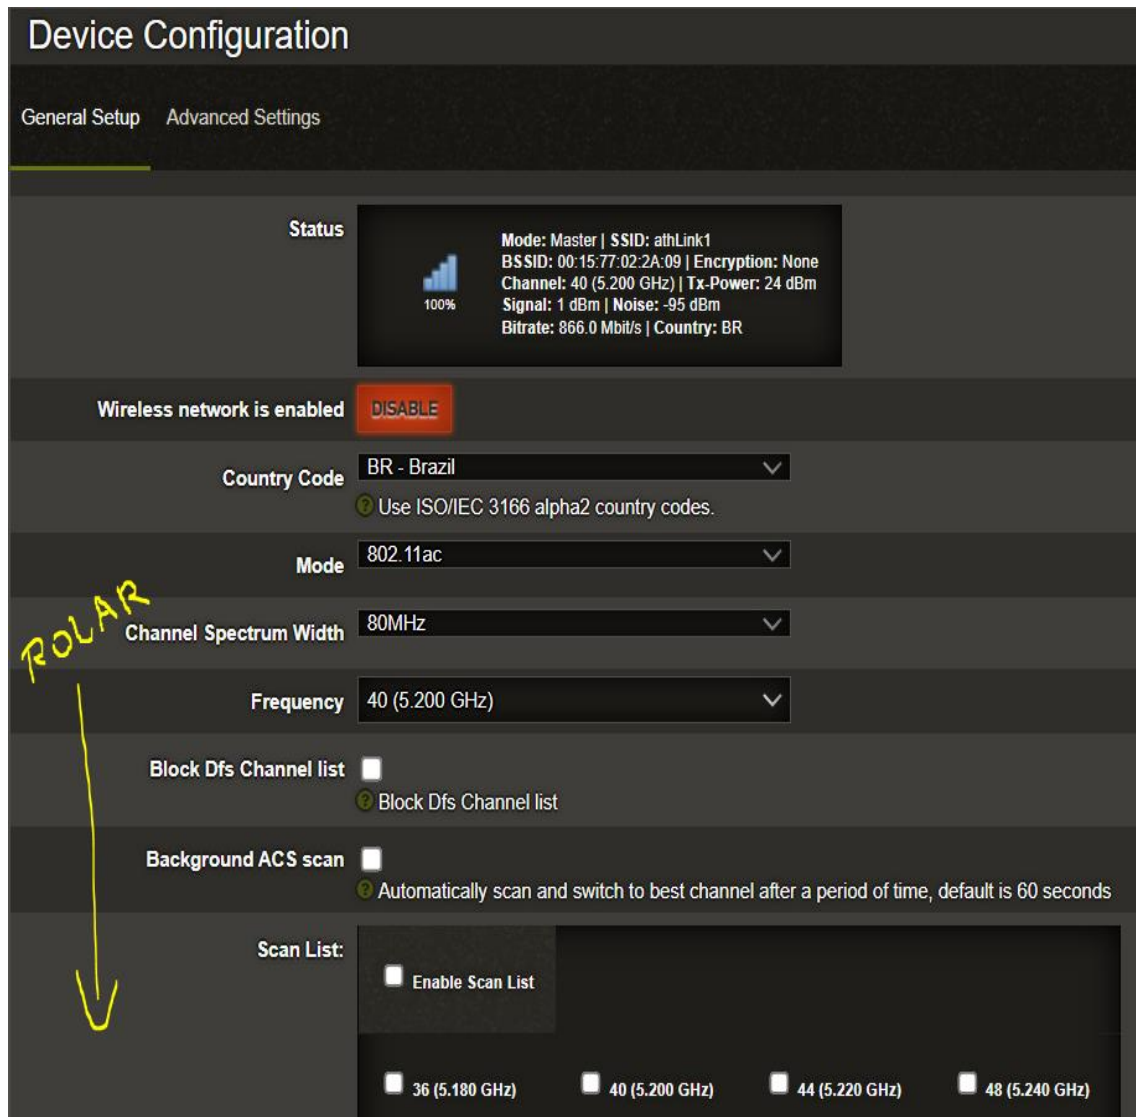 Device Configuration
General Setup Advanced Settings
Status
Mode: Master | SSID: athLink1
BSSID: 00:15:77:02:2A:09 | Encryption: None
Channel: 40 (5.200 GHz) | Tx-Power: 24 dBm
Signal: 1 dBm | Noise: -95 dBm
Bitrate: 866.0 Mbit/s | Country: BR
100%
Wireless network is enabled DISABLE
Country Code BR - Brazil
? Use ISO/IEC 3166 alpha2 country codes.
Mode 802.11ac
ROLAR
Channel Spectrum Width 80MHz
Frequency 40 (5.200 GHz)
Block Dfs Channel list
? Block Dfs Channel list
Background ACS scan
? Automatically scan and switch to best channel after a period of time, default is 60 seconds
Scan List:
Enable Scan List
36 (5.180 GHz) 40 (5.200 GHz) 44 (5.220 GHz) 48 (5.240 GHz)